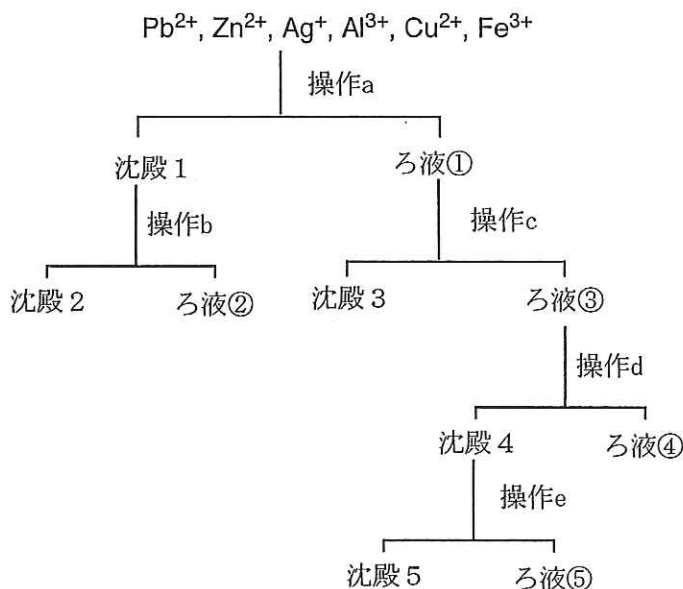 Pb²⁺, Zn²⁺, Ag⁺, Al³⁺, Cu²⁺, Fe³⁺
操作a
沈殿1 ろ液①
操作b 操作c
沈殿2 ろ液② 沈殿3 ろ液③
操作d
沈殿4 ろ液④
操作e
沈殿5 ろ液⑤